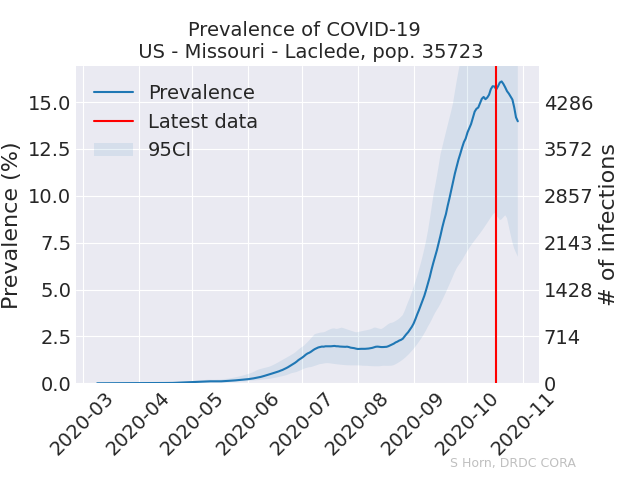 Prevalence of COVID-19
US - Missouri - Laclede, pop. 35723
Prevalence
Latest data
95CI
Prevalence (%)
15.0
12.5
10.0
7.5
5.0
2.5
0.0
4286
3572
2857
2143
1428
714
0
# of infections
2020-03
2020-04
2020-05
2020-06
2020-07
2020-08
2020-09
2020-10
2020-11
S Horn, DRDC CORA